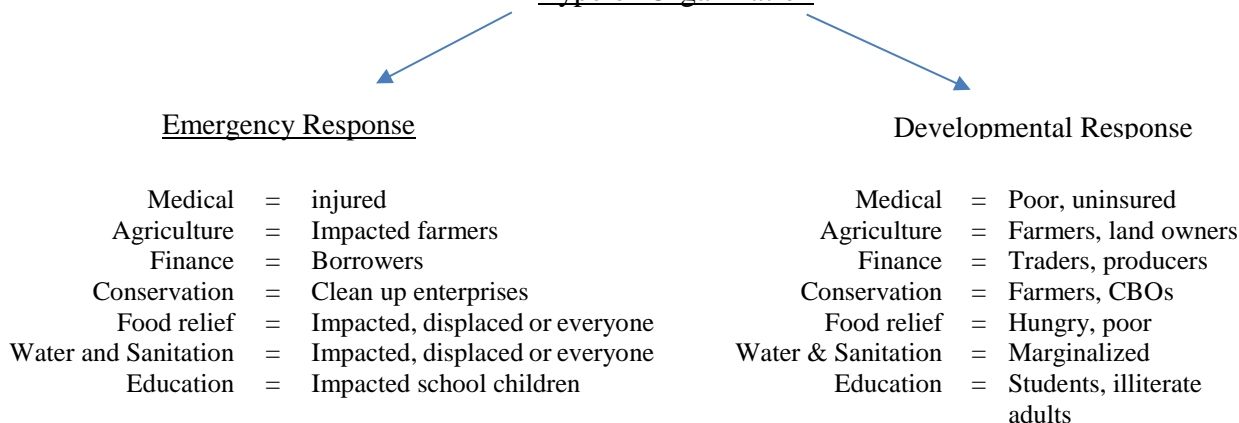 Emergency Response
Medical = injured
Agriculture = Impacted farmers
Finance = Borrowers
Conservation = Clean up enterprises
Food relief = Impacted, displaced or everyone
Water and Sanitation = Impacted, displaced or everyone
Education = Impacted school children
Developmental Response
Medical = Poor, uninsured
Agriculture = Farmers, land owners
Finance = Traders, producers
Conservation = Farmers, CBOs
Food relief = Hungry, poor
Water & Sanitation = Marginalized
Education = Students, illiterate
adults